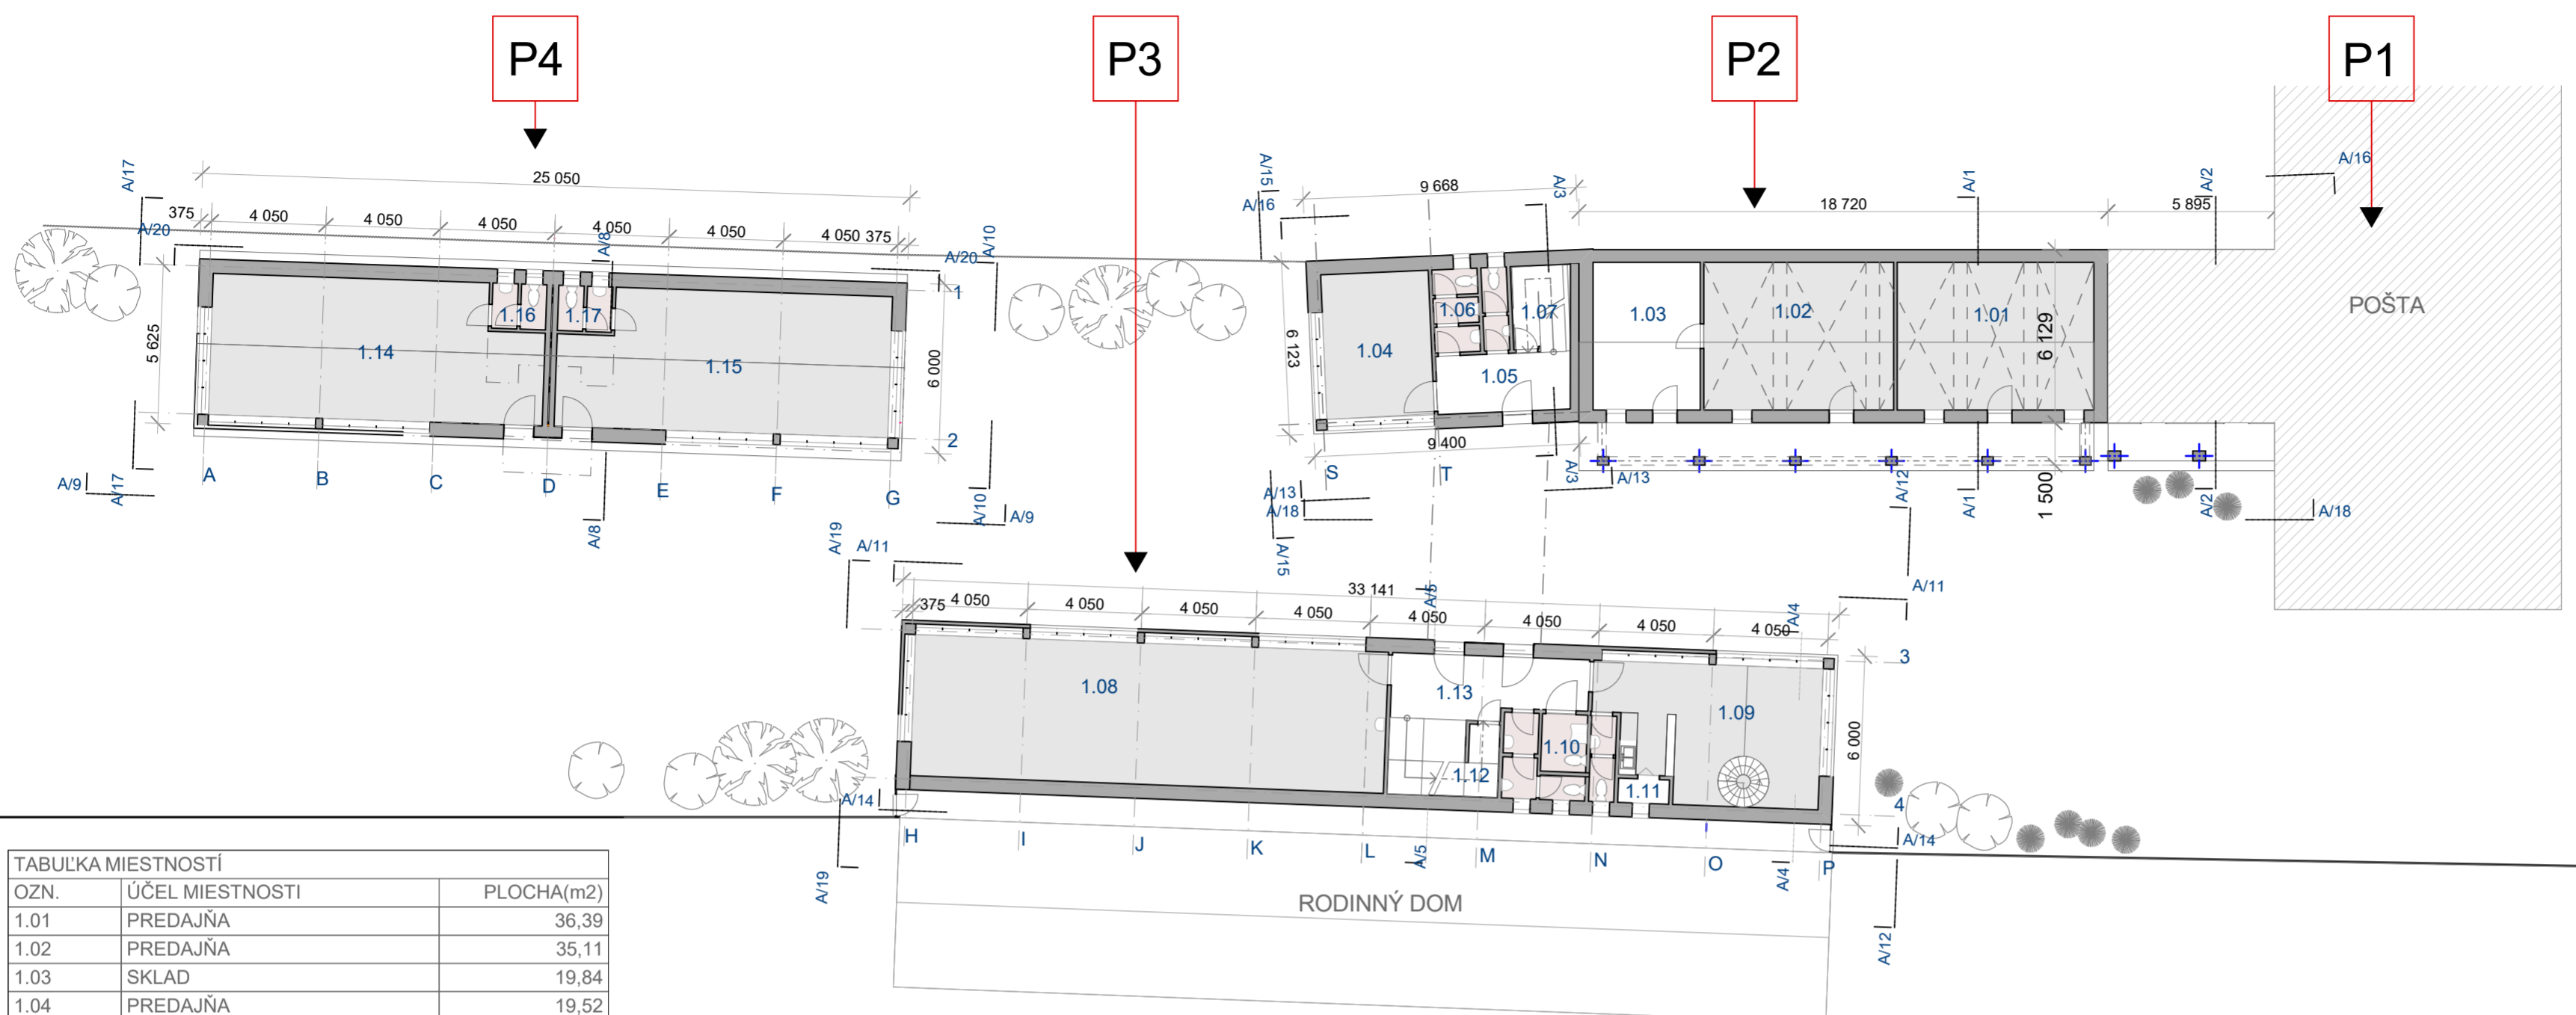 P4
P3
P2
P1
A/17
25 050
375
4 050
4 050
4 050
4 050
4 050
4 050
375
A/20
A/8
A/20
A/10
5 625
1.16
1.17
1.14
1.15
6 000
1
2
A
B
C
D
E
F
G
A/9
A/17
A/8
A/10
A/9
A/15
A/16
9 668
A/3
18 720
A/1
A/2
5 895
A/16
POŠTA
6 123
1.04
1.06
1.07
1.05
1.03
1.02
1.01
6 129
9 400
S
T
A/3
A/13
A/12
A/1
1 500
A/2
A/18
A/13
A/18
A/15
A/19
A/11
33 141
A/5
375
4 050
4 050
4 050
4 050
4 050
4 050
4 050
4 050
A/4
A/11
3
1.08
1.13
1.09
1.10
1.12
1.11
6 000
4
A/14
A/14
H
I
J
K
L
A/5
M
N
O
A/4
P
A/19
A/12
RODINNÝ DOM
TABUĽKA MIESTNOSTÍ
OZN. ÚČEL MIESTNOSTI PLOCHA(m2)
1.01 PREDAJŇA 36,39
1.02 PREDAJŇA 35,11
1.03 SKLAD 19,84
1.04 PREDAJŇA 19,52